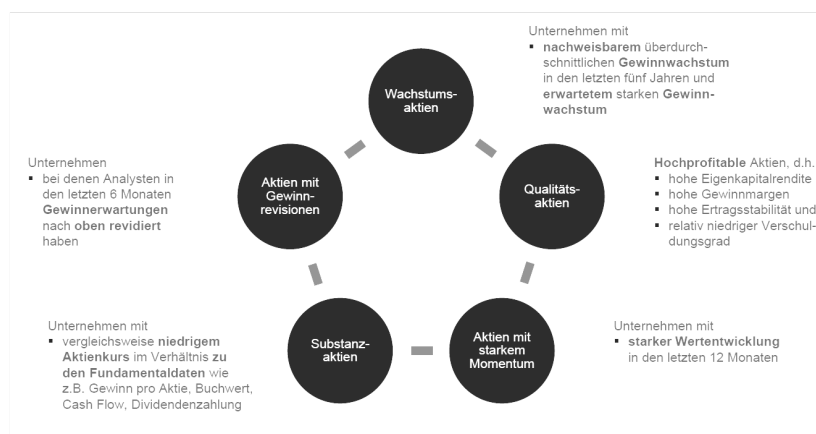 Unternehmen mit
▪ nachweisbarem überdurch-
schnittlichen Gewinnwachstum
in den letzten fünf Jahren und
erwartetem starken Gewinn-
wachstum
Wachstums-
aktien
Unternehmen
▪ bei denen Analysten in
den letzten 6 Monaten
Gewinnerwartungen
nach oben revidiert
haben
Aktien mit
Gewinn-
revisionen
Qualitäts-
aktien
Hochprofitable Aktien, d.h.
▪ hohe Eigenkapitalrendite
▪ hohe Gewinnmargen
▪ hohe Ertragsstabilität und
▪ relativ niedriger Verschul-
dungsgrad
Unternehmen mit
▪ vergleichsweise niedrigem
Aktienkurs im Verhältnis zu
den Fundamentaldaten wie
z.B. Gewinn pro Aktie, Buchwert,
Cash Flow, Dividendenzahlung
Substanz-
aktien
Aktien mit
starkem
Momentum
Unternehmen mit
▪ starker Wertentwicklung
in den letzten 12 Monaten